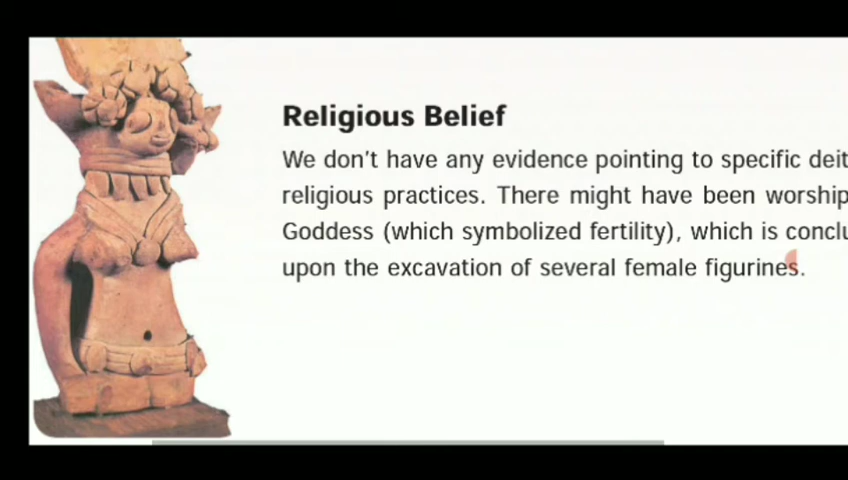 Religious Belief
We don't have any evidence pointing to specific
religious practices. There might have been
Goddess (which symbolized fertility), which is
upon the excavation of several female figurines.